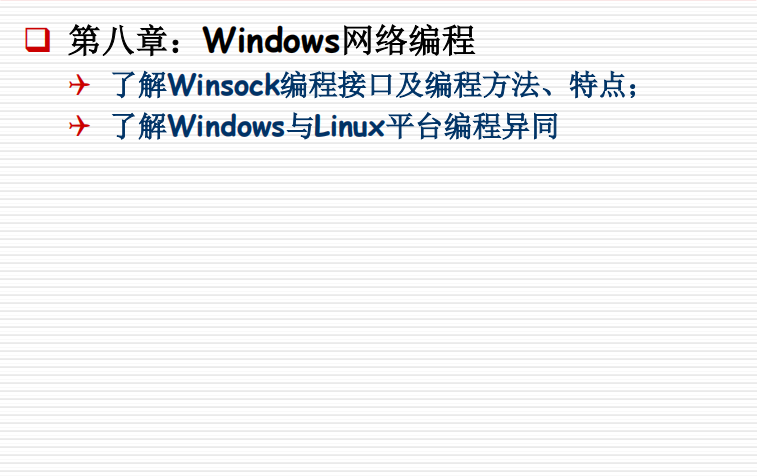 第八章：Windows网络编程
了解Winsock编程接口及编程方法、特点；
了解Windows与Linux平台编程异同